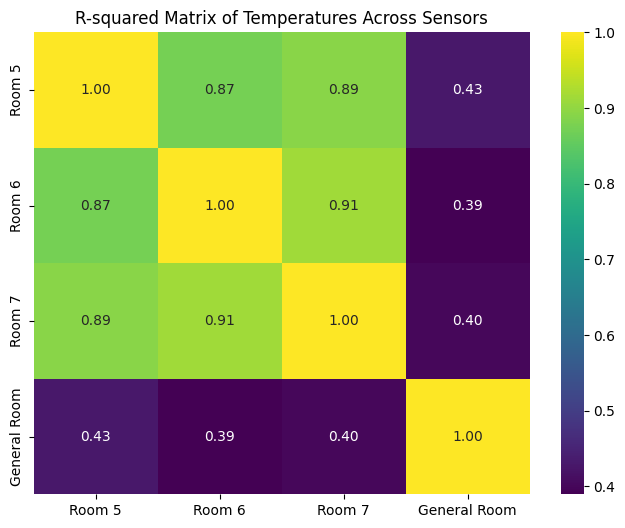 R-squared Matrix of Temperatures Across Sensors
Room 5
1.00 0.87 0.89 0.43
Room 6
0.87 1.00 0.91 0.39
Room 7
0.89 0.91 1.00 0.40
General Room
0.43 0.39 0.40 1.00
Room 5 Room 6 Room 7 General Room
1.0
0.9
0.8
0.7
0.6
0.5
0.4